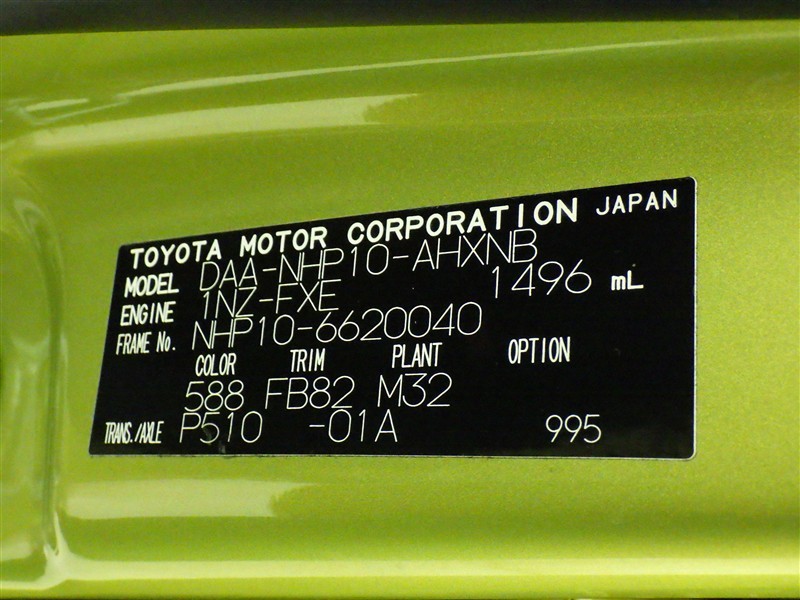 TOYOTA MOTOR CORPORATION JAPAN
MODEL DAA-NHP10-AHXNB
ENGINE 1NZ-FXE 1496 mL
FRAME No. NHP10-6620040
COLOR TRIM PLANT OPTION
588 FB82 M32
TRANS./AXLE P510 -01A 995